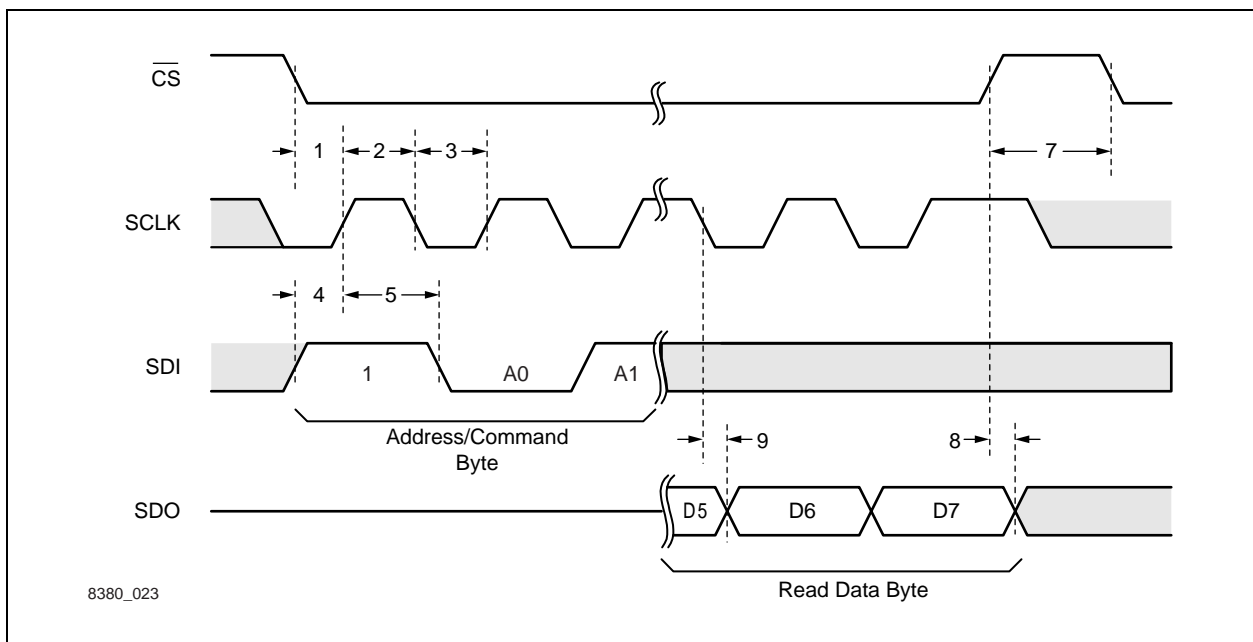 CS
1
2
3
7
SCLK
4
5
SDI
1
A0
A1
Address/Command
Byte
9
8
SDO
D5
D6
D7
Read Data Byte
8380_023